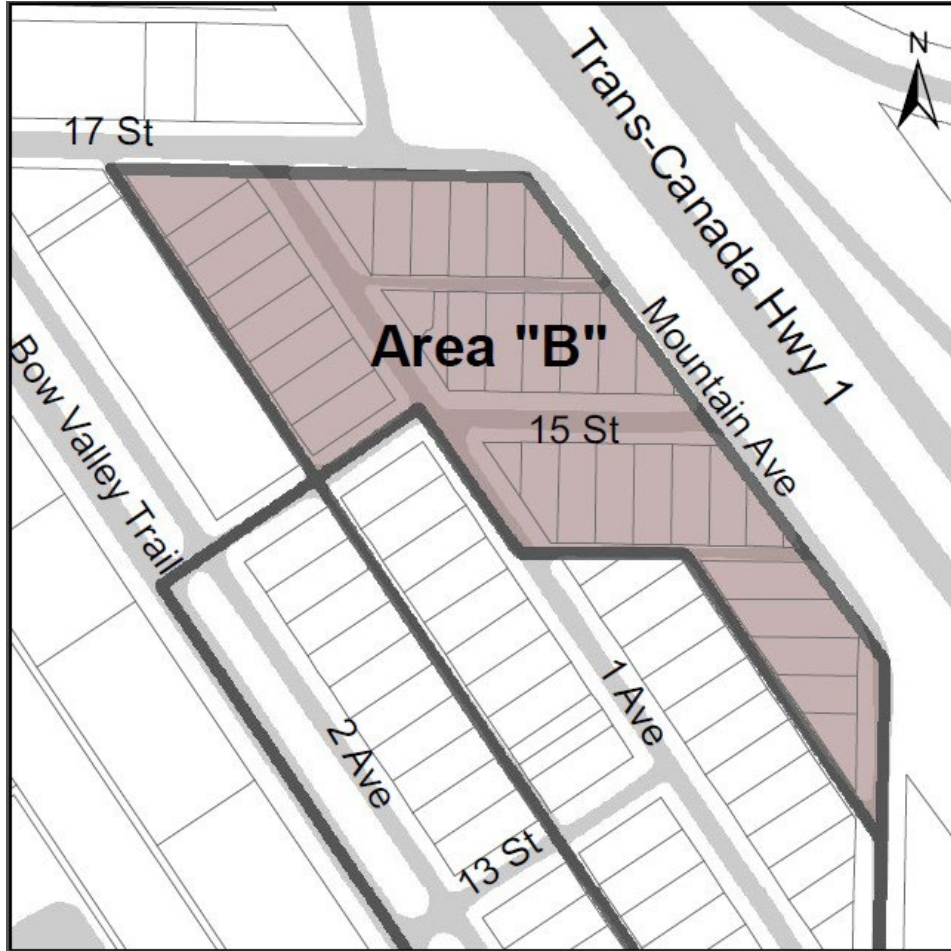 N
17 St
Trans-Canada Hwy 1
Mountain Ave
Area "B"
15 St
Bow Valley Trail
1 Ave
2 Ave
13 St